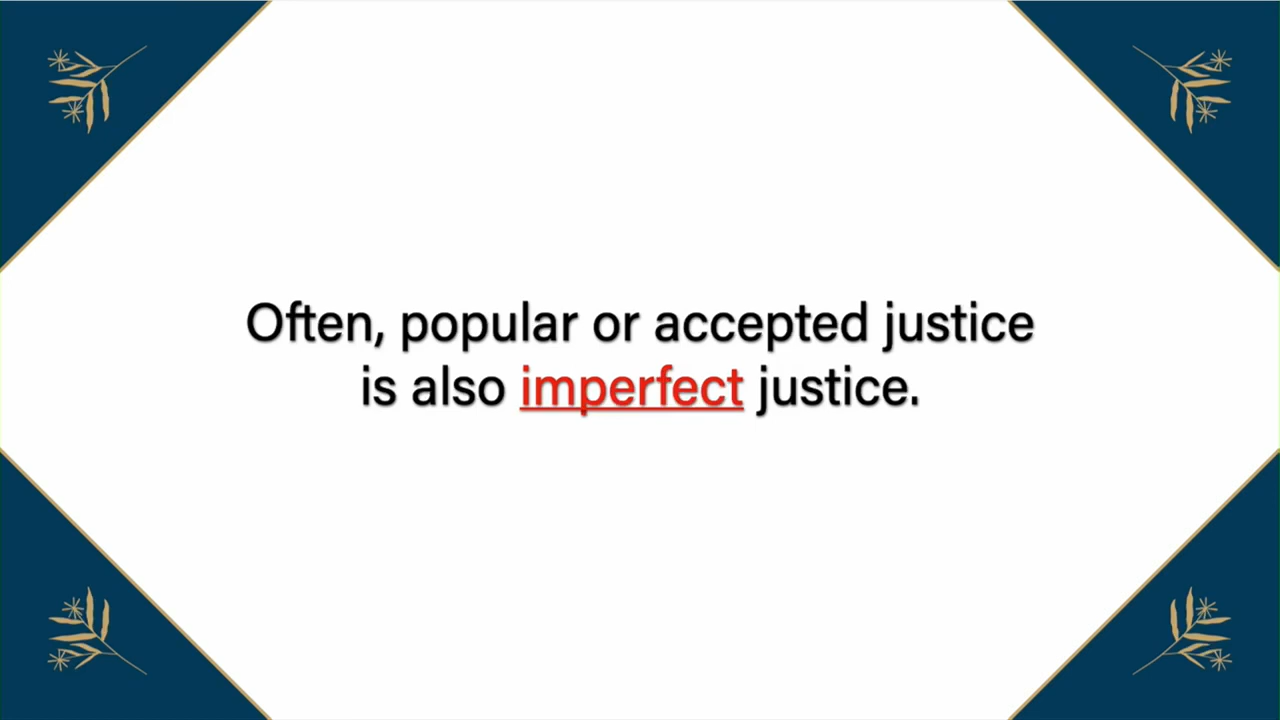 Often, popular or accepted justice
is also imperfect justice.